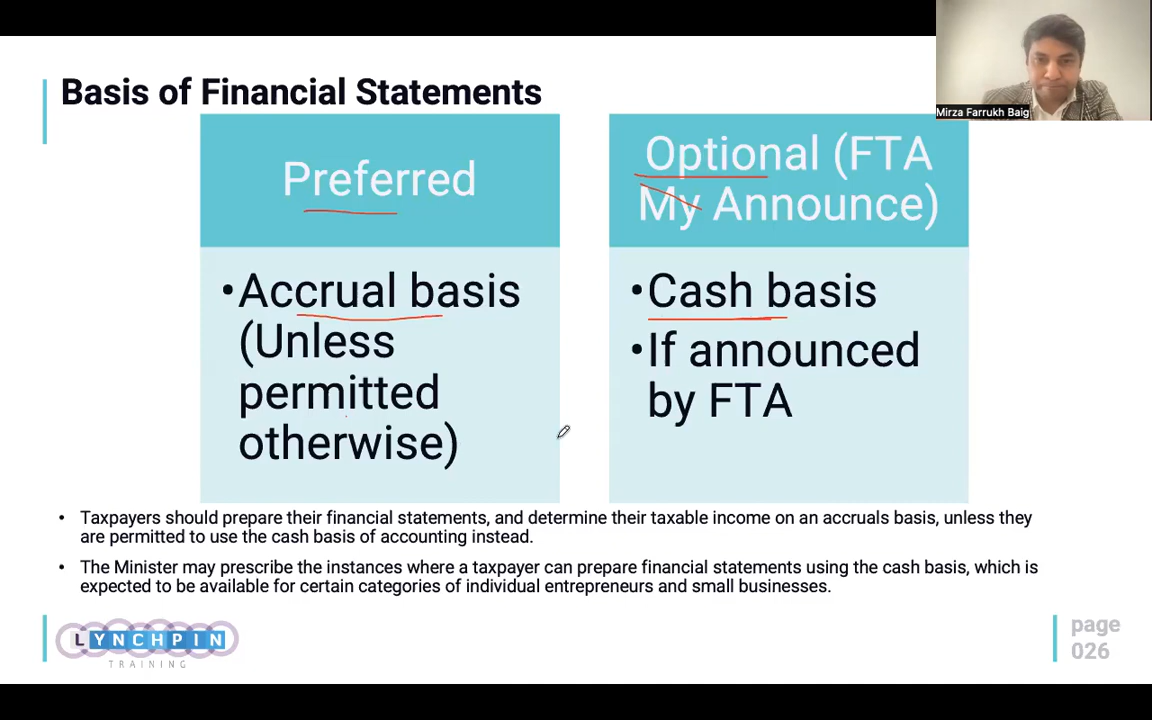 Mirza Farrukh Baig
Basis of Financial Statements
Preferred
•Accrual basis
(Unless
permitted
otherwise)
Optional (FTA
My Announce)
•Cash basis
•If announced
by FTA
• Taxpayers should prepare their financial statements, and determine their taxable income on an accruals basis, unless they
are permitted to use the cash basis of accounting instead.
• The Minister may prescribe the instances where a taxpayer can prepare financial statements using the cash basis, which is
expected to be available for certain categories of individual entrepreneurs and small businesses.
LYNCHPIN
TRAINING
page
026